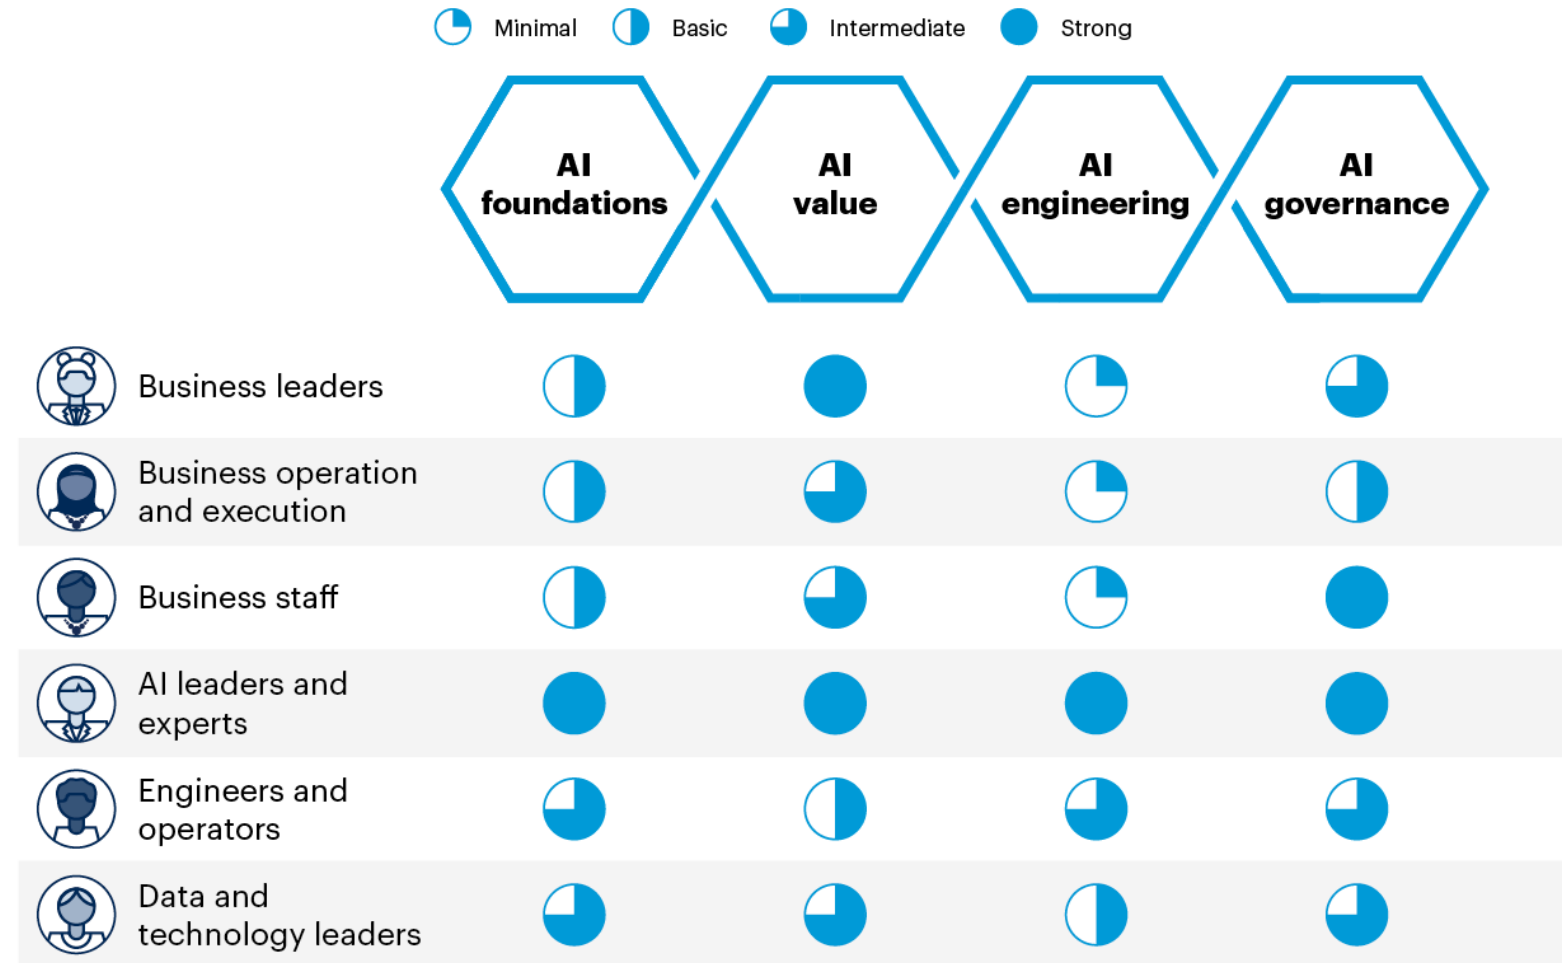 Minimal Basic Intermediate Strong
AI
foundations
AI
value
AI
engineering
AI
governance
Business leaders
Business operation
and execution
Business staff
AI leaders and
experts
Engineers and
operators
Data and
technology leaders